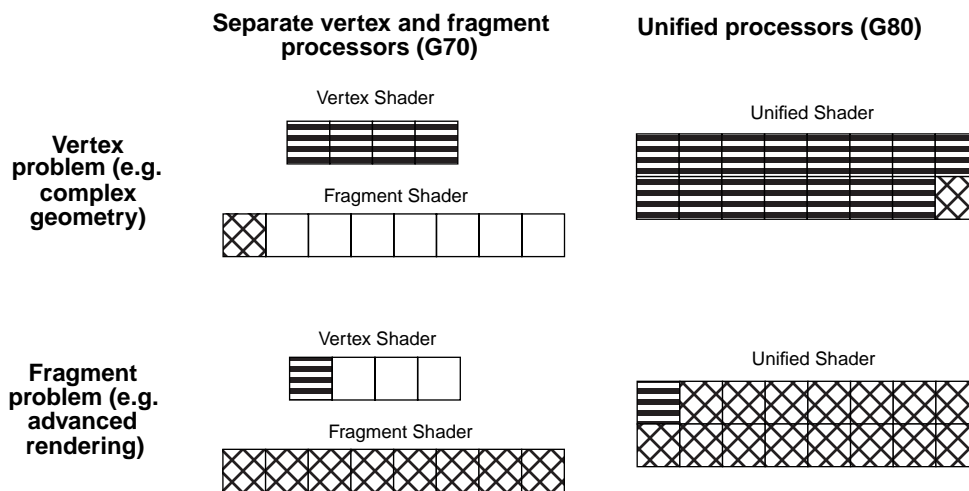 Separate vertex and fragment
processors (G70)
Unified processors (G80)
Vertex
problem (e.g.
complex
geometry)
Vertex Shader
Fragment Shader
Unified Shader
Fragment
problem (e.g.
advanced
rendering)
Vertex Shader
Fragment Shader
Unified Shader